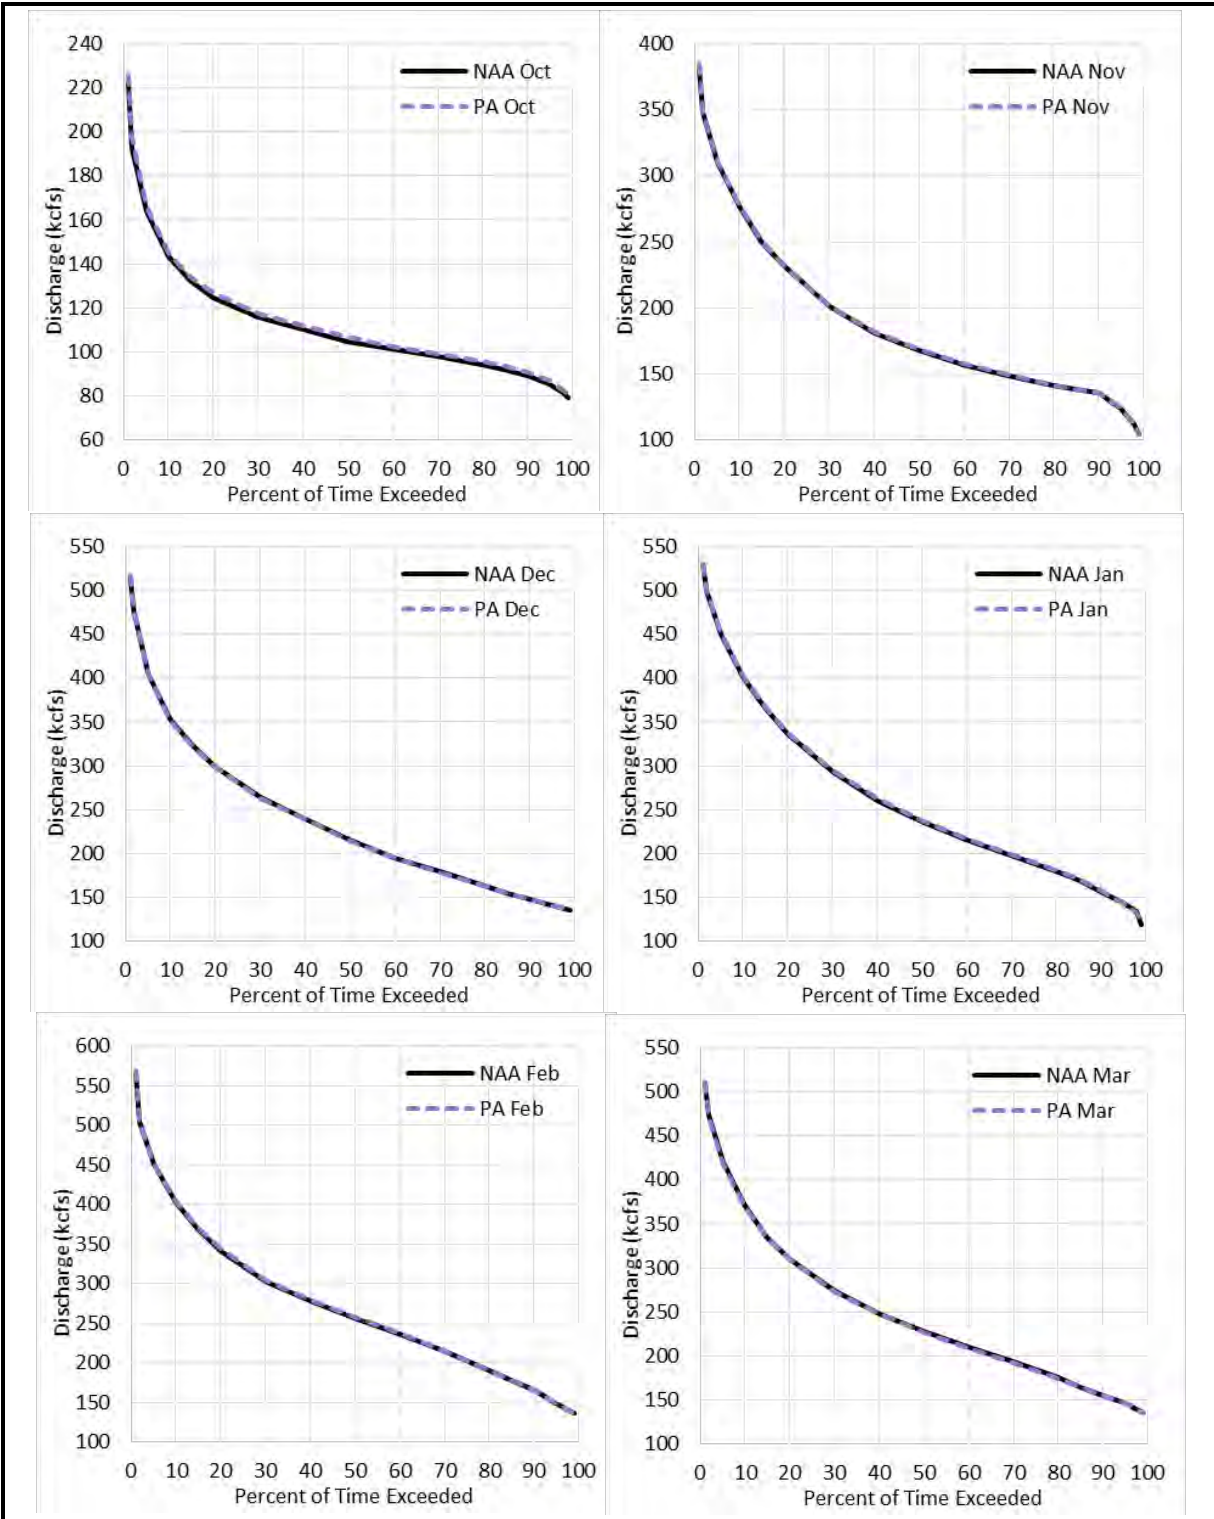 240
220
200
180
160
140
120
100
80
60
Discharge (kcfs)
NAA Oct
PA Oct
0 10 20 30 40 50 60 70 80 90 100
Percent of Time Exceeded
400
350
300
250
200
150
100
Discharge (kcfs)
NAA Nov
PA Nov
0 10 20 30 40 50 60 70 80 90 100
Percent of Time Exceeded
550
500
450
400
350
300
250
200
150
100
Discharge (kcfs)
NAA Dec
PA Dec
0 10 20 30 40 50 60 70 80 90 100
Percent of Time Exceeded
550
500
450
400
350
300
250
200
150
100
Discharge (kcfs)
NAA Jan
PA Jan
0 10 20 30 40 50 60 70 80 90 100
Percent of Time Exceeded
600
550
500
450
400
350
300
250
200
150
100
Discharge (kcfs)
NAA Feb
PA Feb
0 10 20 30 40 50 60 70 80 90 100
Percent of Time Exceeded
550
500
450
400
350
300
250
200
150
100
Discharge (kcfs)
NAA Mar
PA Mar
0 10 20 30 40 50 60 70 80 90 100
Percent of Time Exceeded